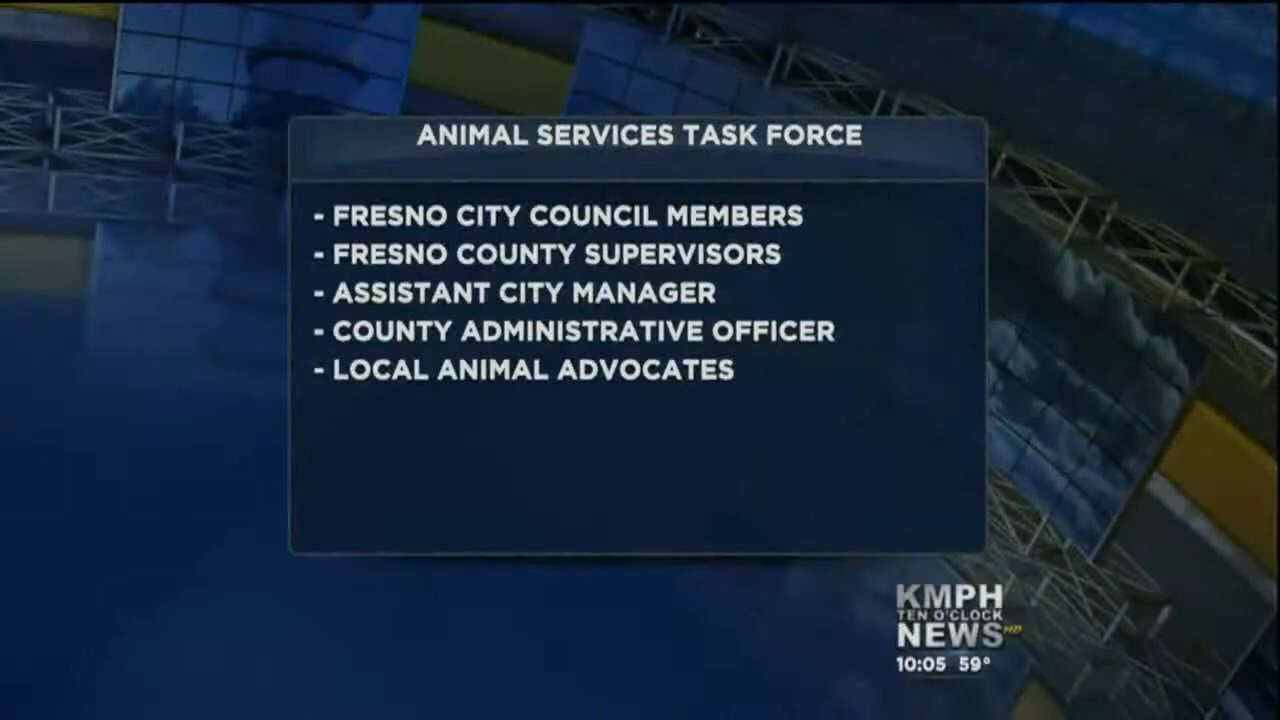 ANIMAL SERVICES TASK FORCE
- FRESNO CITY COUNCIL MEMBERS
- FRESNO COUNTY SUPERVISORS
- ASSISTANT CITY MANAGER
- COUNTY ADMINISTRATIVE OFFICER
- LOCAL ANIMAL ADVOCATES
KMPH
TEN O'CLOCK
NEWS HD
10:05 59°